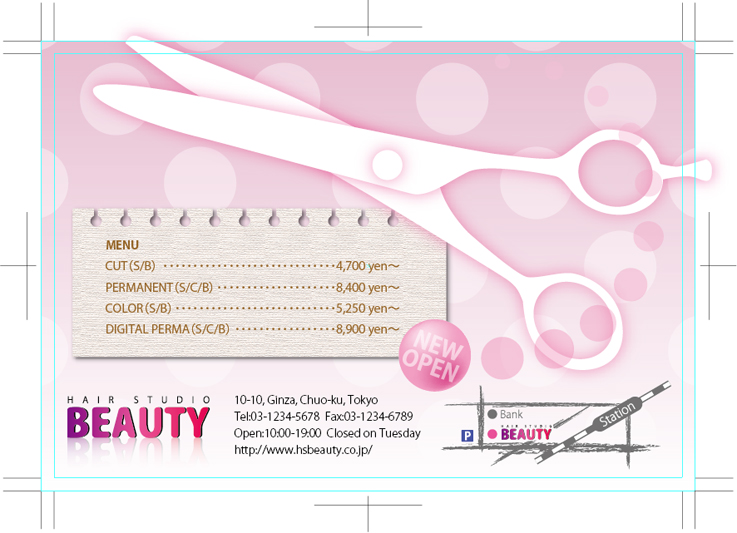 MENU
CUT (S/B) ・・・・・・・・・・・・・・・・・・・・・・・・・・・・・・ 4,700 yen～
PERMANENT (S/C/B) ・・・・・・・・・・・・・・・・・・・・・ 8,400 yen～
COLOR (S/B) ・・・・・・・・・・・・・・・・・・・・・・・・・・・・ 5,250 yen～
DIGITAL PERMA (S/C/B) ・・・・・・・・・・・・・・・・・ 8,900 yen～
NEW
OPEN
HAIR STUDIO
BEAUTY
10-10, Ginza, Chuo-ku, Tokyo
Tel:03-1234-5678 Fax:03-1234-6789
Open:10:00-19:00 Closed on Tuesday
http://www.hsbeauty.co.jp/
Bank
Station
P
HAIR STUDIO
BEAUTY